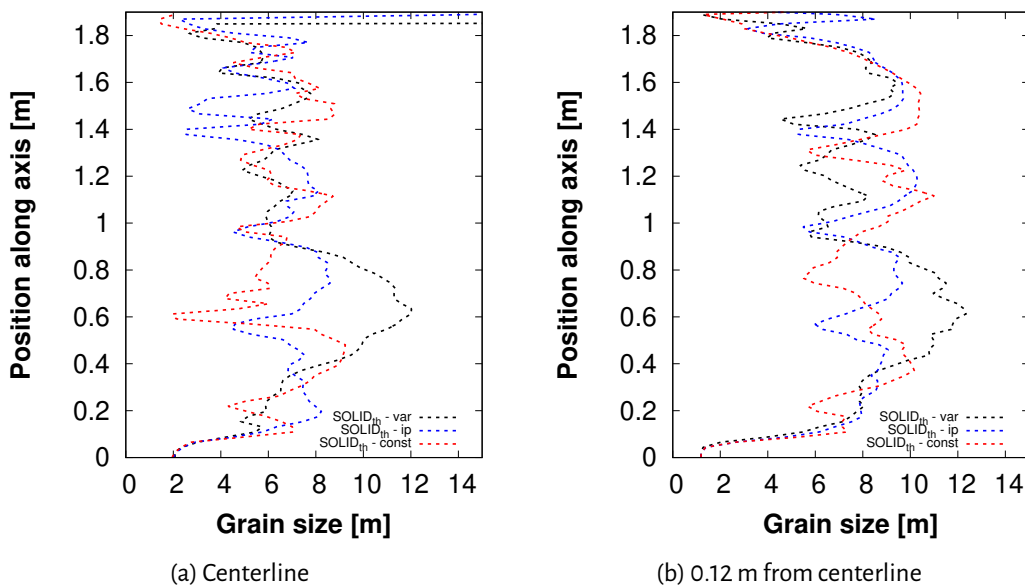 1.8
1.6
1.4
1.2
1
0.8
0.6
0.4
0.2
0
Position along axis [m]
SOLIDth - var
SOLIDth - ip
SOLIDth - const
0 2 4 6 8 10 12 14
Grain size [m]
(a) Centerline
1.8
1.6
1.4
1.2
1
0.8
0.6
0.4
0.2
0
Position along axis [m]
SOLIDth - var
SOLIDth - ip
SOLIDth - const
0 2 4 6 8 10 12 14
Grain size [m]
(b) 0.12 m from centerline